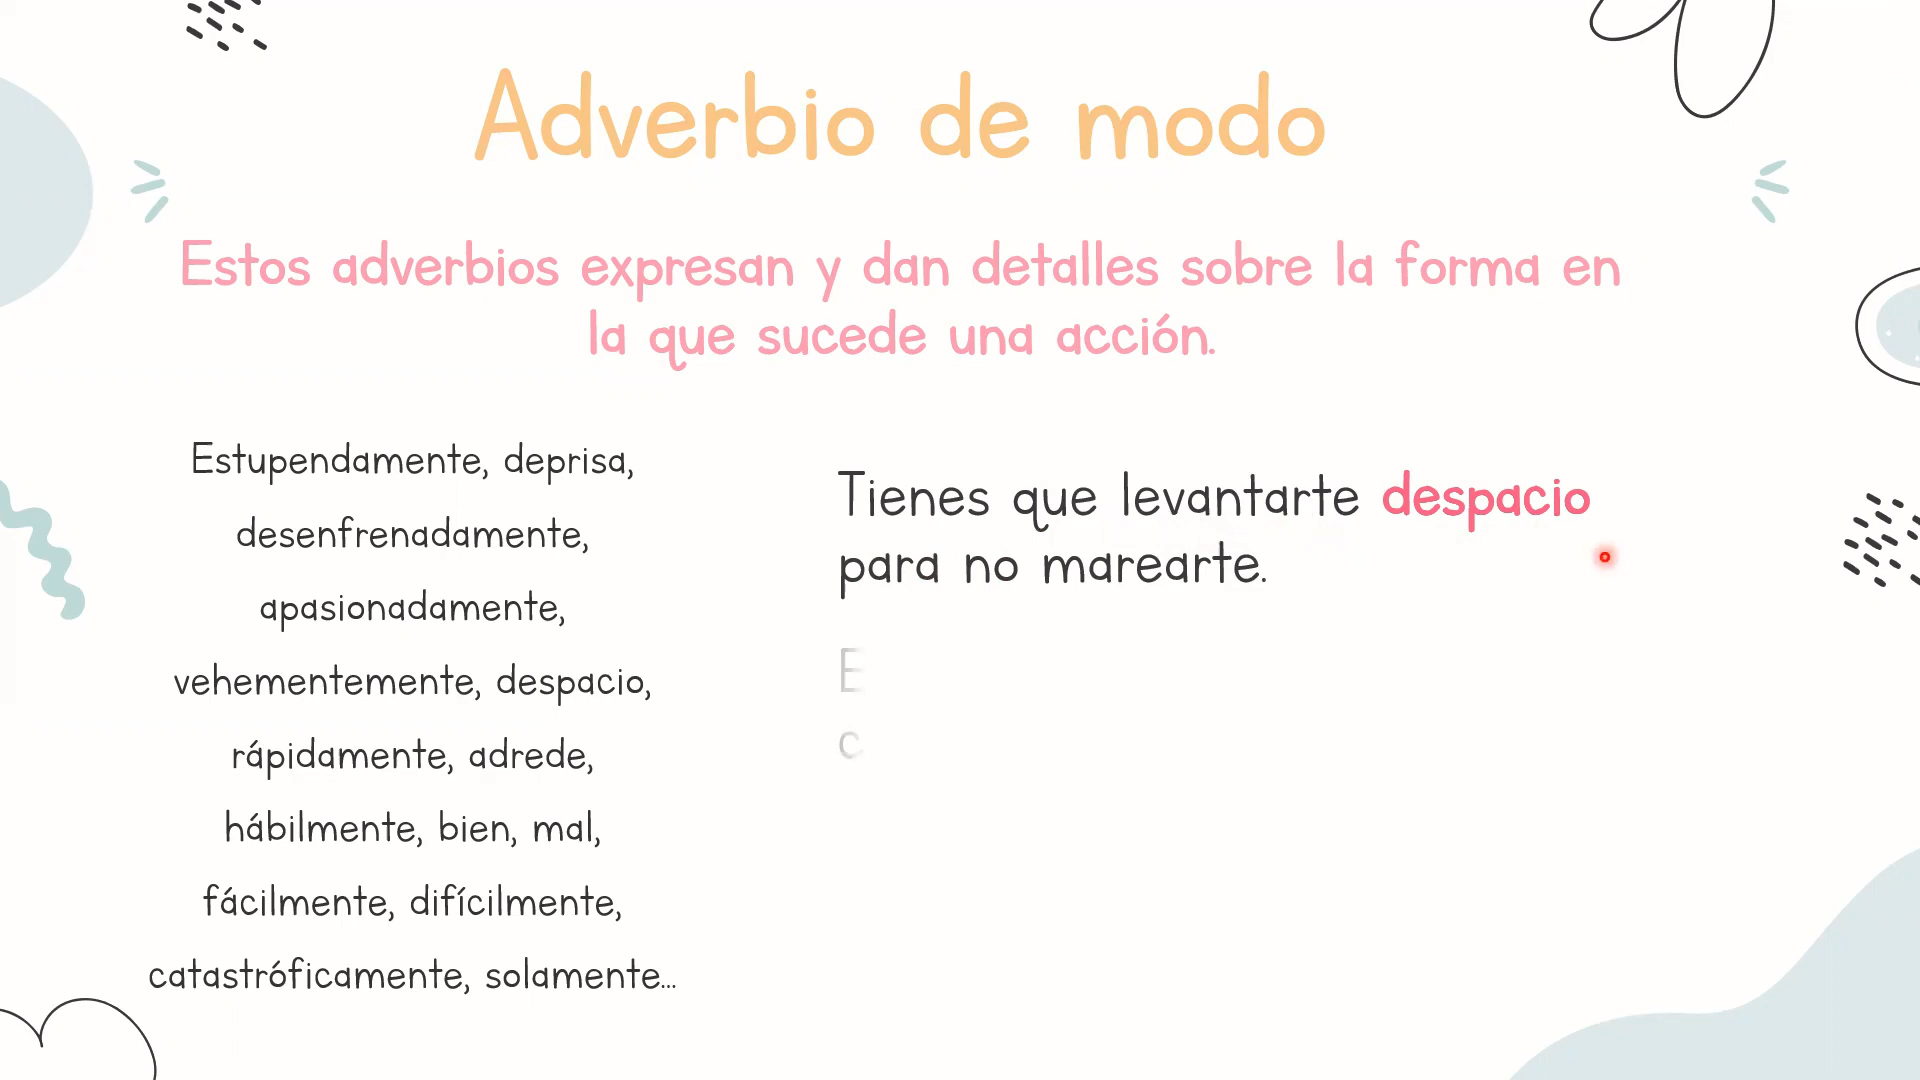 Adverbio de modo
Estos adverbios expresan y dan detalles sobre la forma en
la que sucede una acción.
Estupendamente, deprisa,
desenfrenadamente,
apasionadamente,
vehementemente, despacio,
rápidamente, adrede,
hábilmente, bien, mal,
fácilmente, difícilmente,
catastróficamente, solamente...
Tienes que levantarte despacio
para no marearte.
E
c